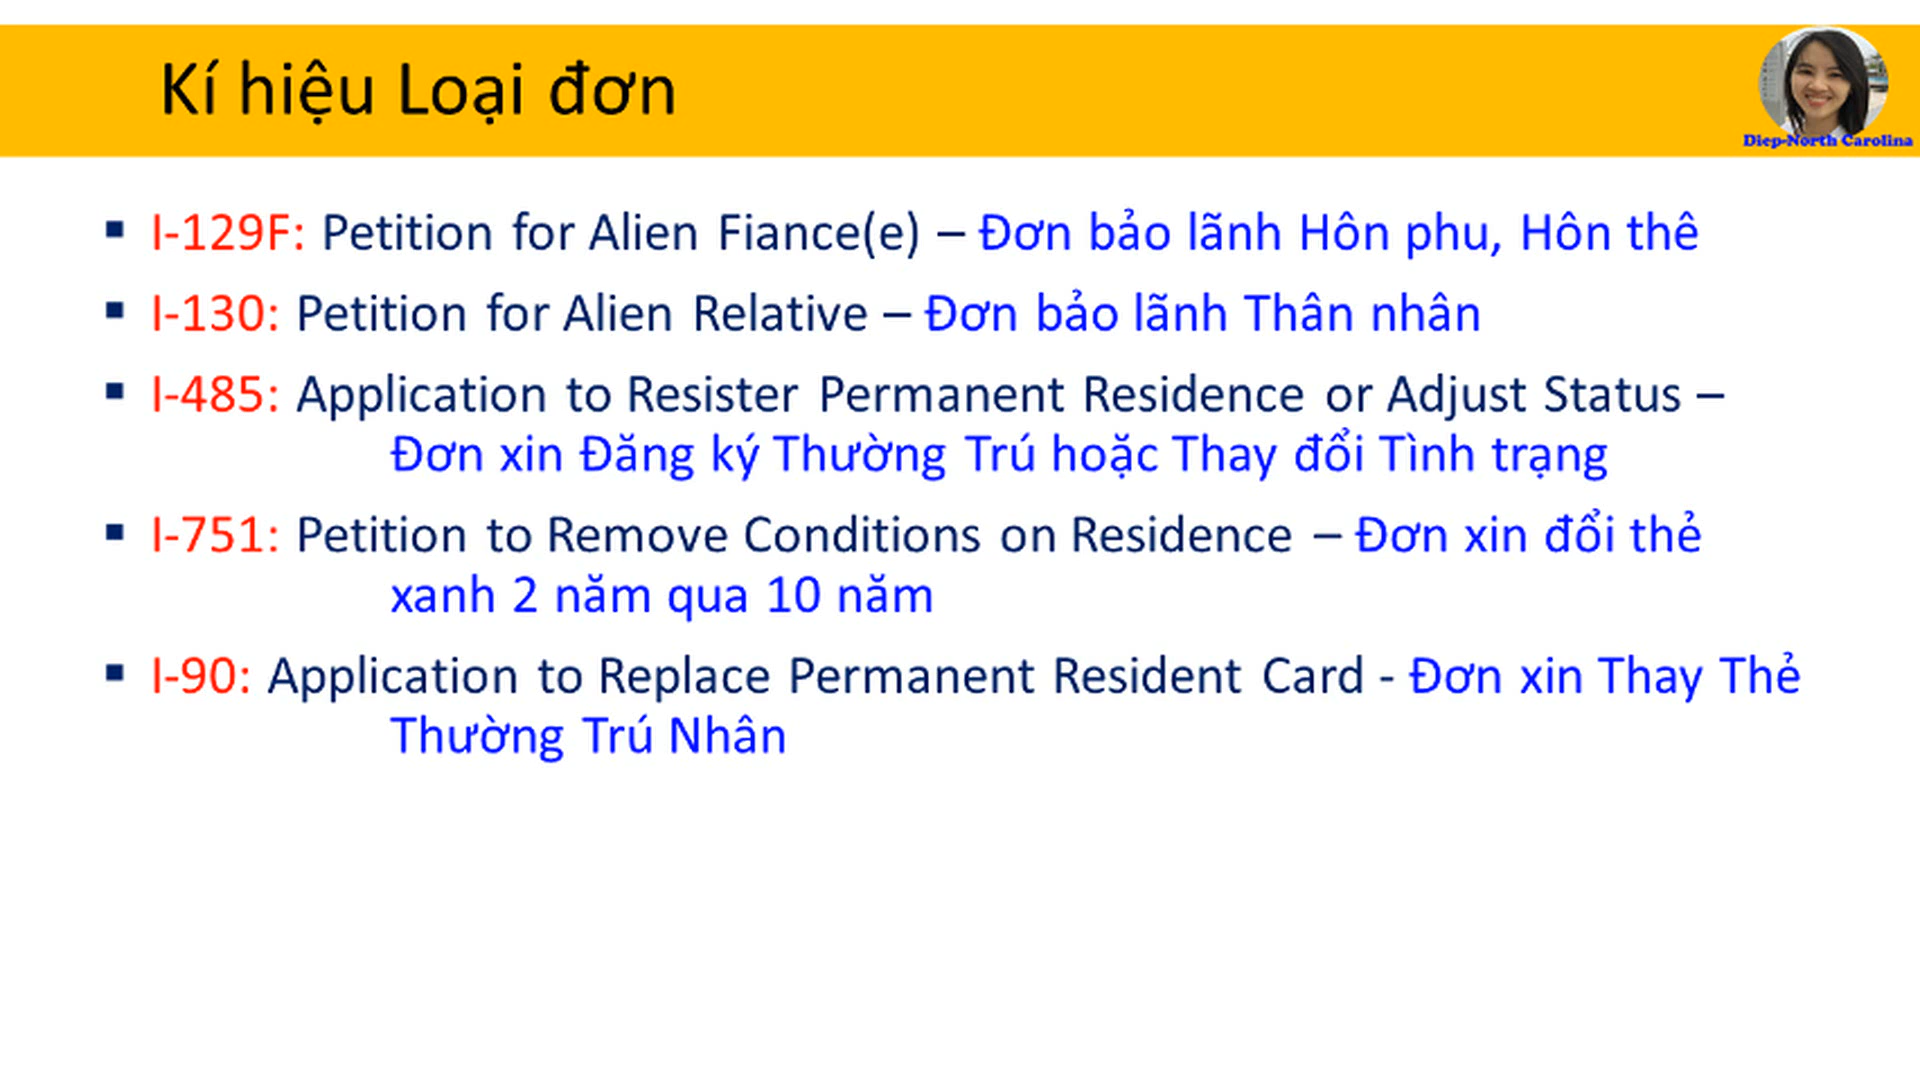 Kí hiệu Loại đơn
Diep-North Carolina
▪ I-129F: Petition for Alien Fiance(e) – Đơn bảo lãnh Hôn phu, Hôn thê
▪ I-130: Petition for Alien Relative – Đơn bảo lãnh Thân nhân
▪ I-485: Application to Resister Permanent Residence or Adjust Status –
Đơn xin Đăng ký Thường Trú hoặc Thay đổi Tình trạng
▪ I-751: Petition to Remove Conditions on Residence – Đơn xin đổi thẻ
xanh 2 năm qua 10 năm
▪ I-90: Application to Replace Permanent Resident Card - Đơn xin Thay Thẻ
Thường Trú Nhân